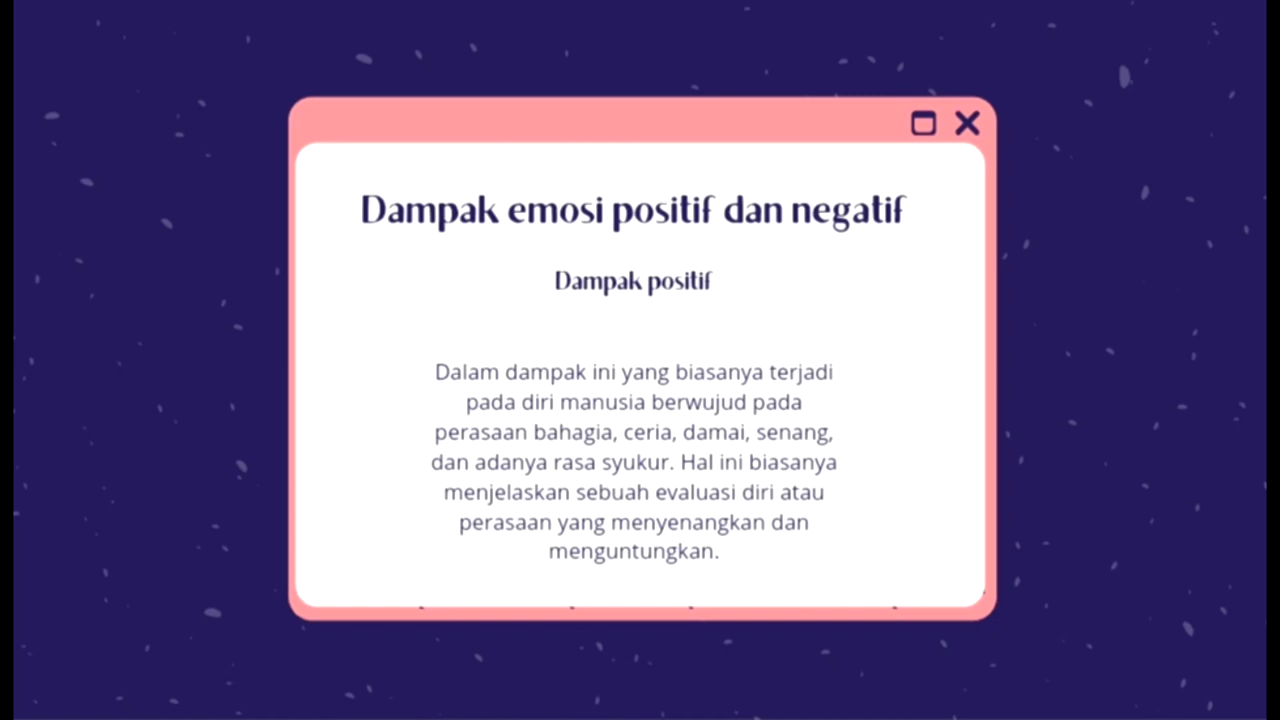 Dampak emosi positif dan negatif
Dampak positif
Dalam dampak ini yang biasanya terjadi
pada diri manusia berwujud pada
perasaan bahagia, ceria, damai, senang,
dan adanya rasa syukur. Hal ini biasanya
menjelaskan sebuah evaluasi diri atau
perasaan yang menyenangkan dan
menguntungkan.